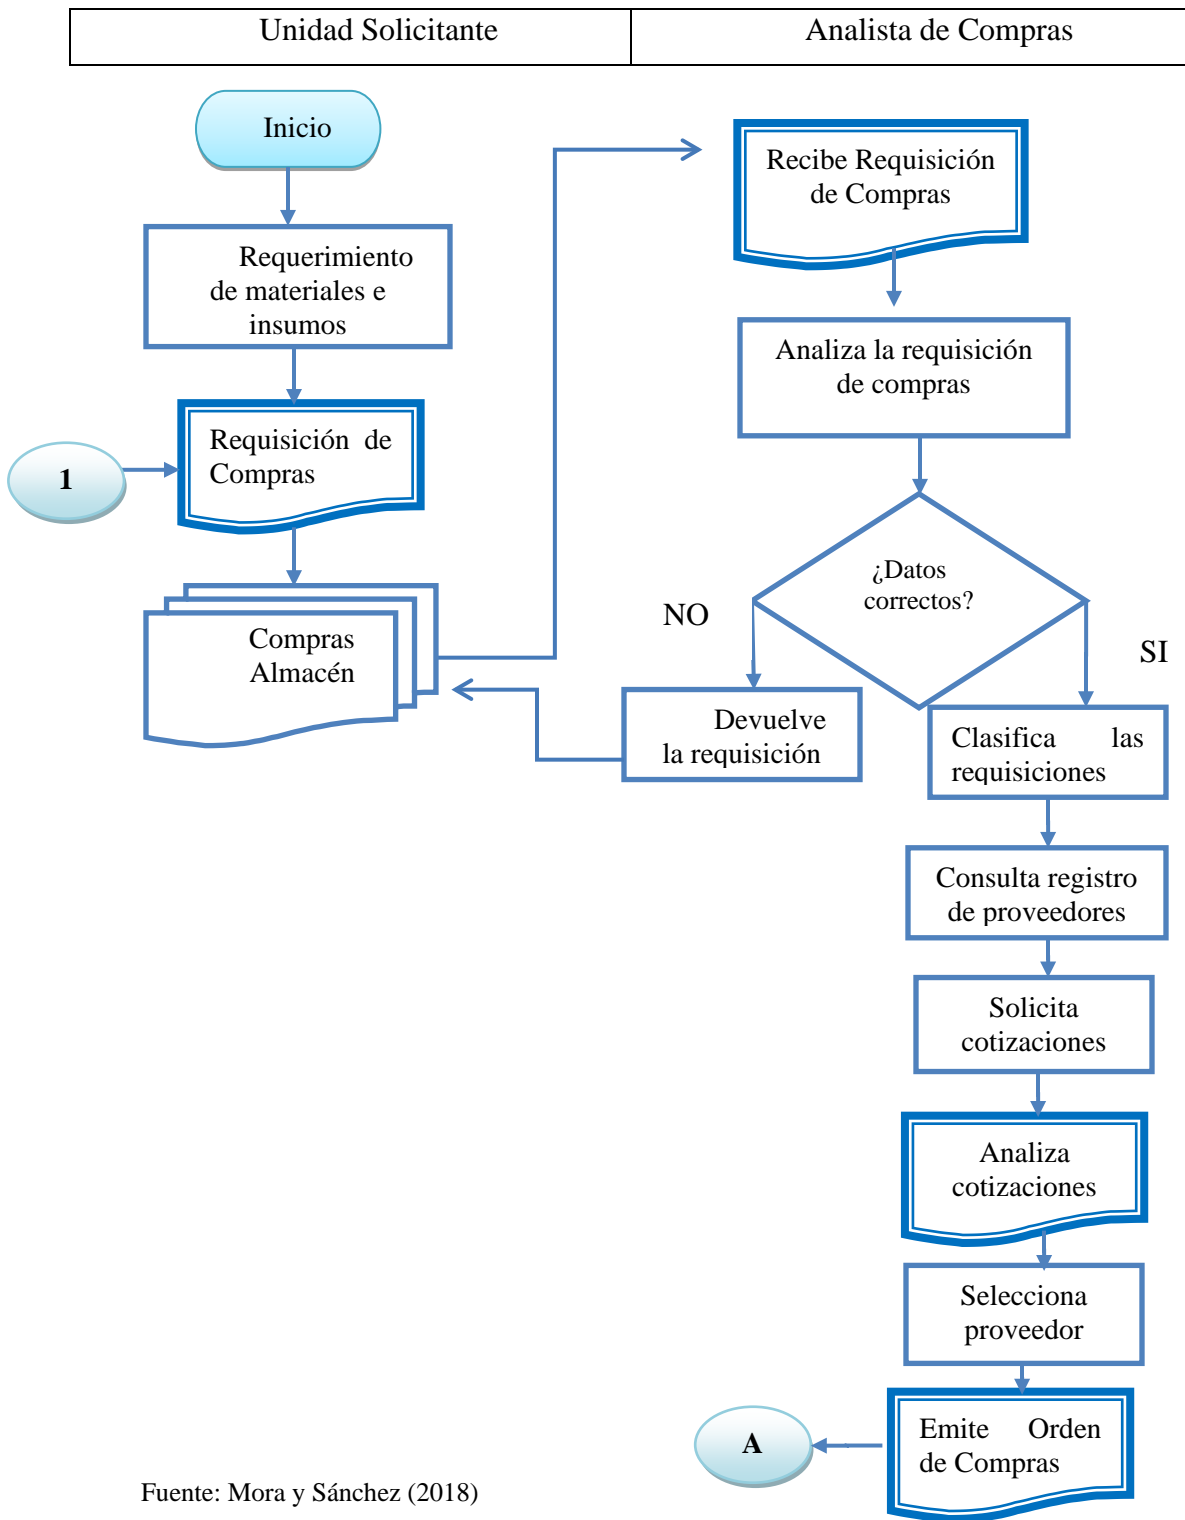 Unidad Solicitante
Analista de Compras
Inicio
Requerimiento
de materiales e
insumos
1
Requisición de
Compras
Compras
Almacén
Recibe Requisición
de Compras
Analiza la requisición
de compras
¿Datos
correctos?
NO
SI
Devuelve
la requisición
Clasifica las
requisiciones
Consulta registro
de proveedores
Solicita
cotizaciones
Analiza
cotizaciones
Selecciona
proveedor
Emite Orden
de Compras
A
Fuente: Mora y Sánchez (2018)